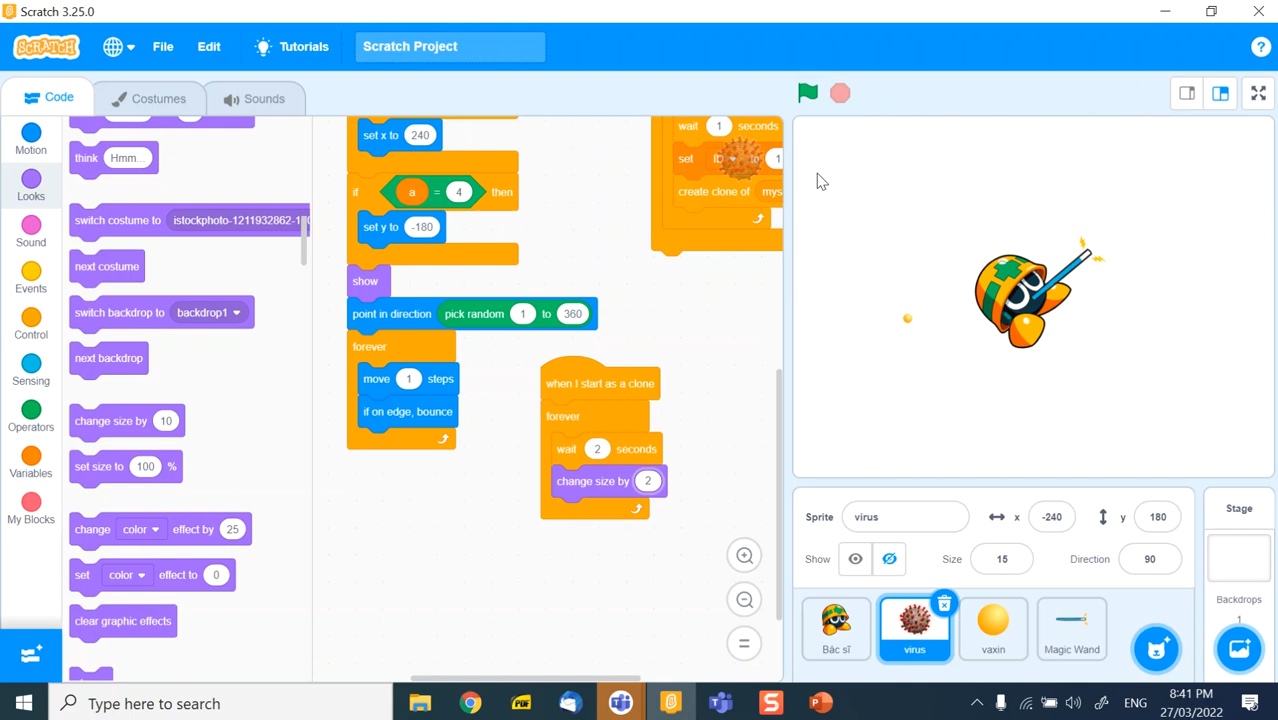 Scratch 3.25.0
SCRATCH
File
Edit
Tutorials
Scratch Project
?
Code
Costumes
Sounds
Motion
Looks
Sound
Events
Control
Sensing
Operators
Variables
My Blocks
think Hmm...
switch costume to istockphoto-1211932862-1
next costume
switch backdrop to backdrop1
next backdrop
change size by 10
set size to 100 %
change color effect by 25
set color effect to 0
clear graphic effects
set x to 240
if a = 4 then
set y to -180
show
point in direction pick random 1 to 360
forever
move 1 steps
if on edge, bounce
when I start as a clone
forever
wait 2 seconds
change size by 2
wait 1 seconds
set to 1
create clone of mys
Sprite virus x -240 y 180
Show Size 15 Direction 90
Bác sĩ
virus
vaxin
Magic Wand
Stage
Backdrops
1
Type here to search
PDF
S
P
ENG
8:41 PM
27/03/2022